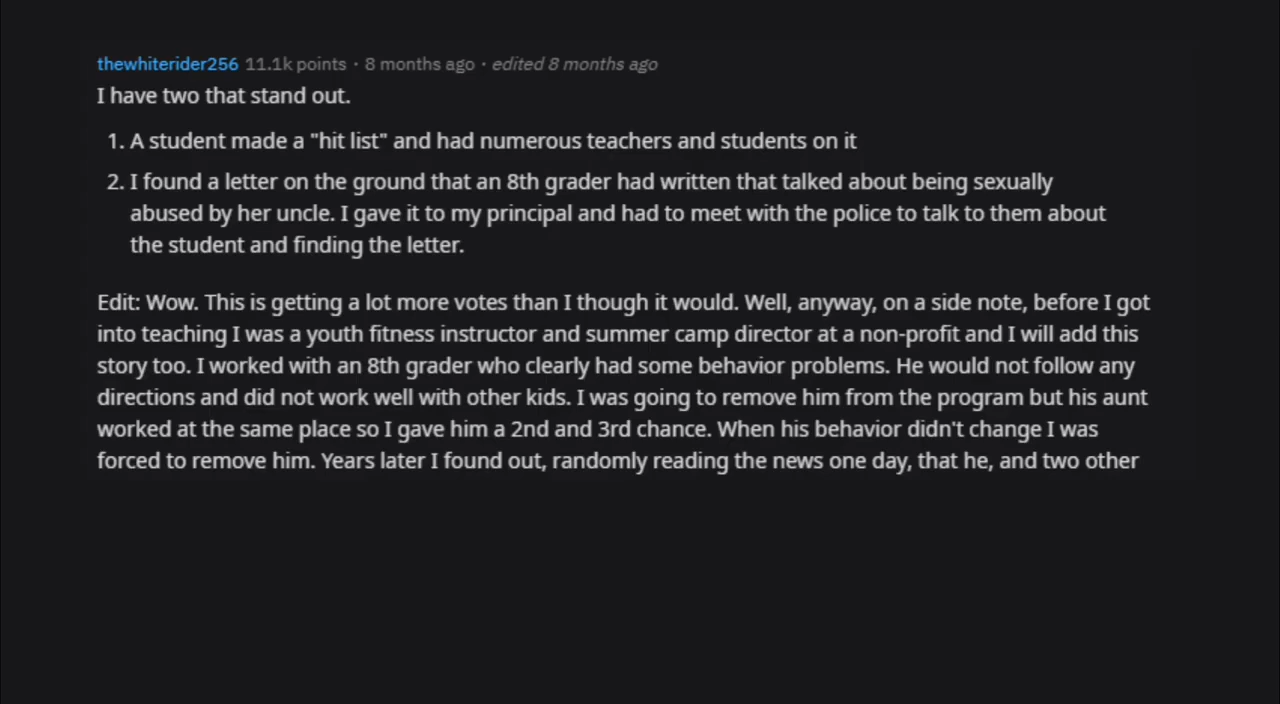 thewhiterider256 11.1k points · 8 months ago · edited 8 months ago
I have two that stand out.
1. A student made a "hit list" and had numerous teachers and students on it
2. I found a letter on the ground that an 8th grader had written that talked about being sexually
abused by her uncle. I gave it to my principal and had to meet with the police to talk to them about
the student and finding the letter.
Edit: Wow. This is getting a lot more votes than I though it would. Well, anyway, on a side note, before I got
into teaching I was a youth fitness instructor and summer camp director at a non-profit and I will add this
story too. I worked with an 8th grader who clearly had some behavior problems. He would not follow any
directions and did not work well with other kids. I was going to remove him from the program but his aunt
worked at the same place so I gave him a 2nd and 3rd chance. When his behavior didn't change I was
forced to remove him. Years later I found out, randomly reading the news one day, that he, and two other